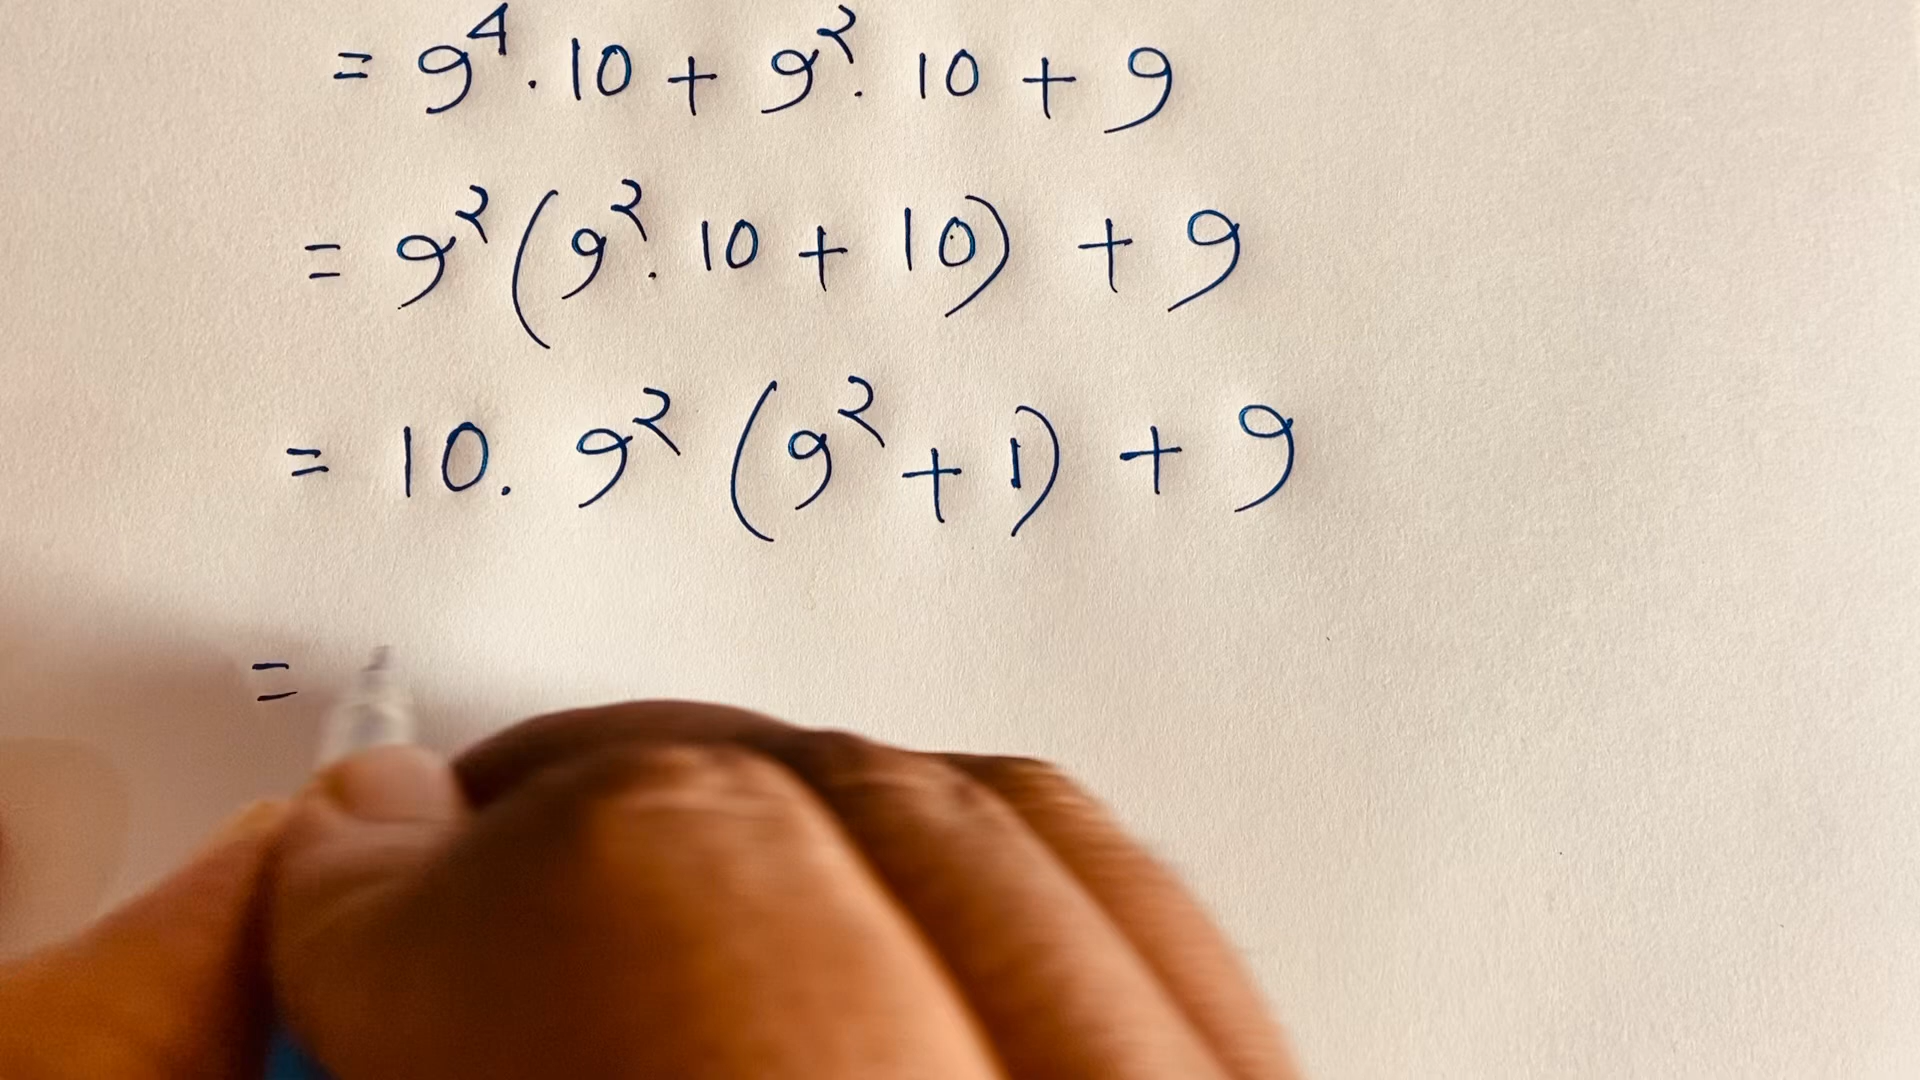 = 9⁴ . 10 + 9² . 10 + 9
= 9² (9² . 10 + 10) + 9
= 10 . 9² (9² + 1) + 9
=